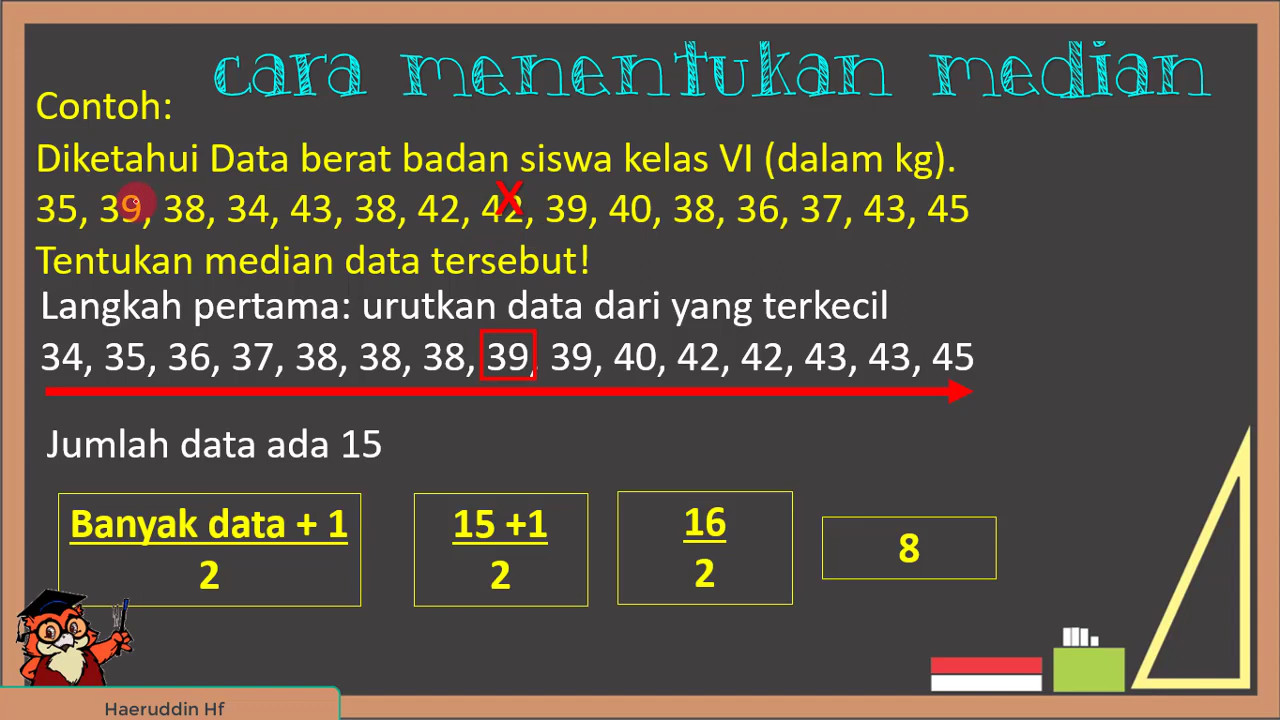 cara menentukan median
Contoh:
Diketahui Data berat badan siswa kelas VI (dalam kg).
35, 39, 38, 34, 43, 38, 42, 42, 39, 40, 38, 36, 37, 43, 45
X
Tentukan median data tersebut!
Langkah pertama: urutkan data dari yang terkecil
34, 35, 36, 37, 38, 38, 38, 39, 39, 40, 42, 42, 43, 43, 45
Jumlah data ada 15
Banyak data + 1
2
15 +1
2
16
2
8
Haeruddin Hf